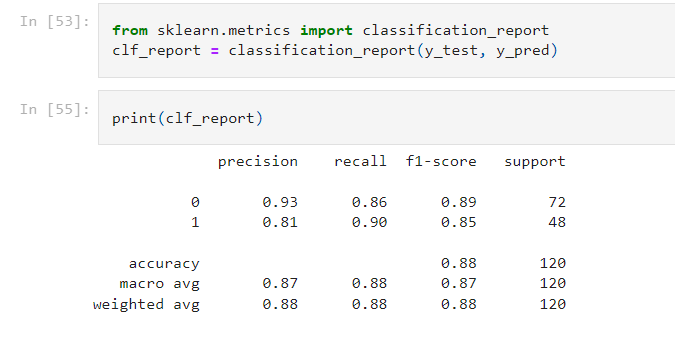 In [53]:
from sklearn.metrics import classification_report
clf_report = classification_report(y_test, y_pred)
In [55]:
print(clf_report)
precision recall f1-score support
0 0.93 0.86 0.89 72
1 0.81 0.90 0.85 48
accuracy 0.88 120
macro avg 0.87 0.88 0.87 120
weighted avg 0.88 0.88 0.88 120